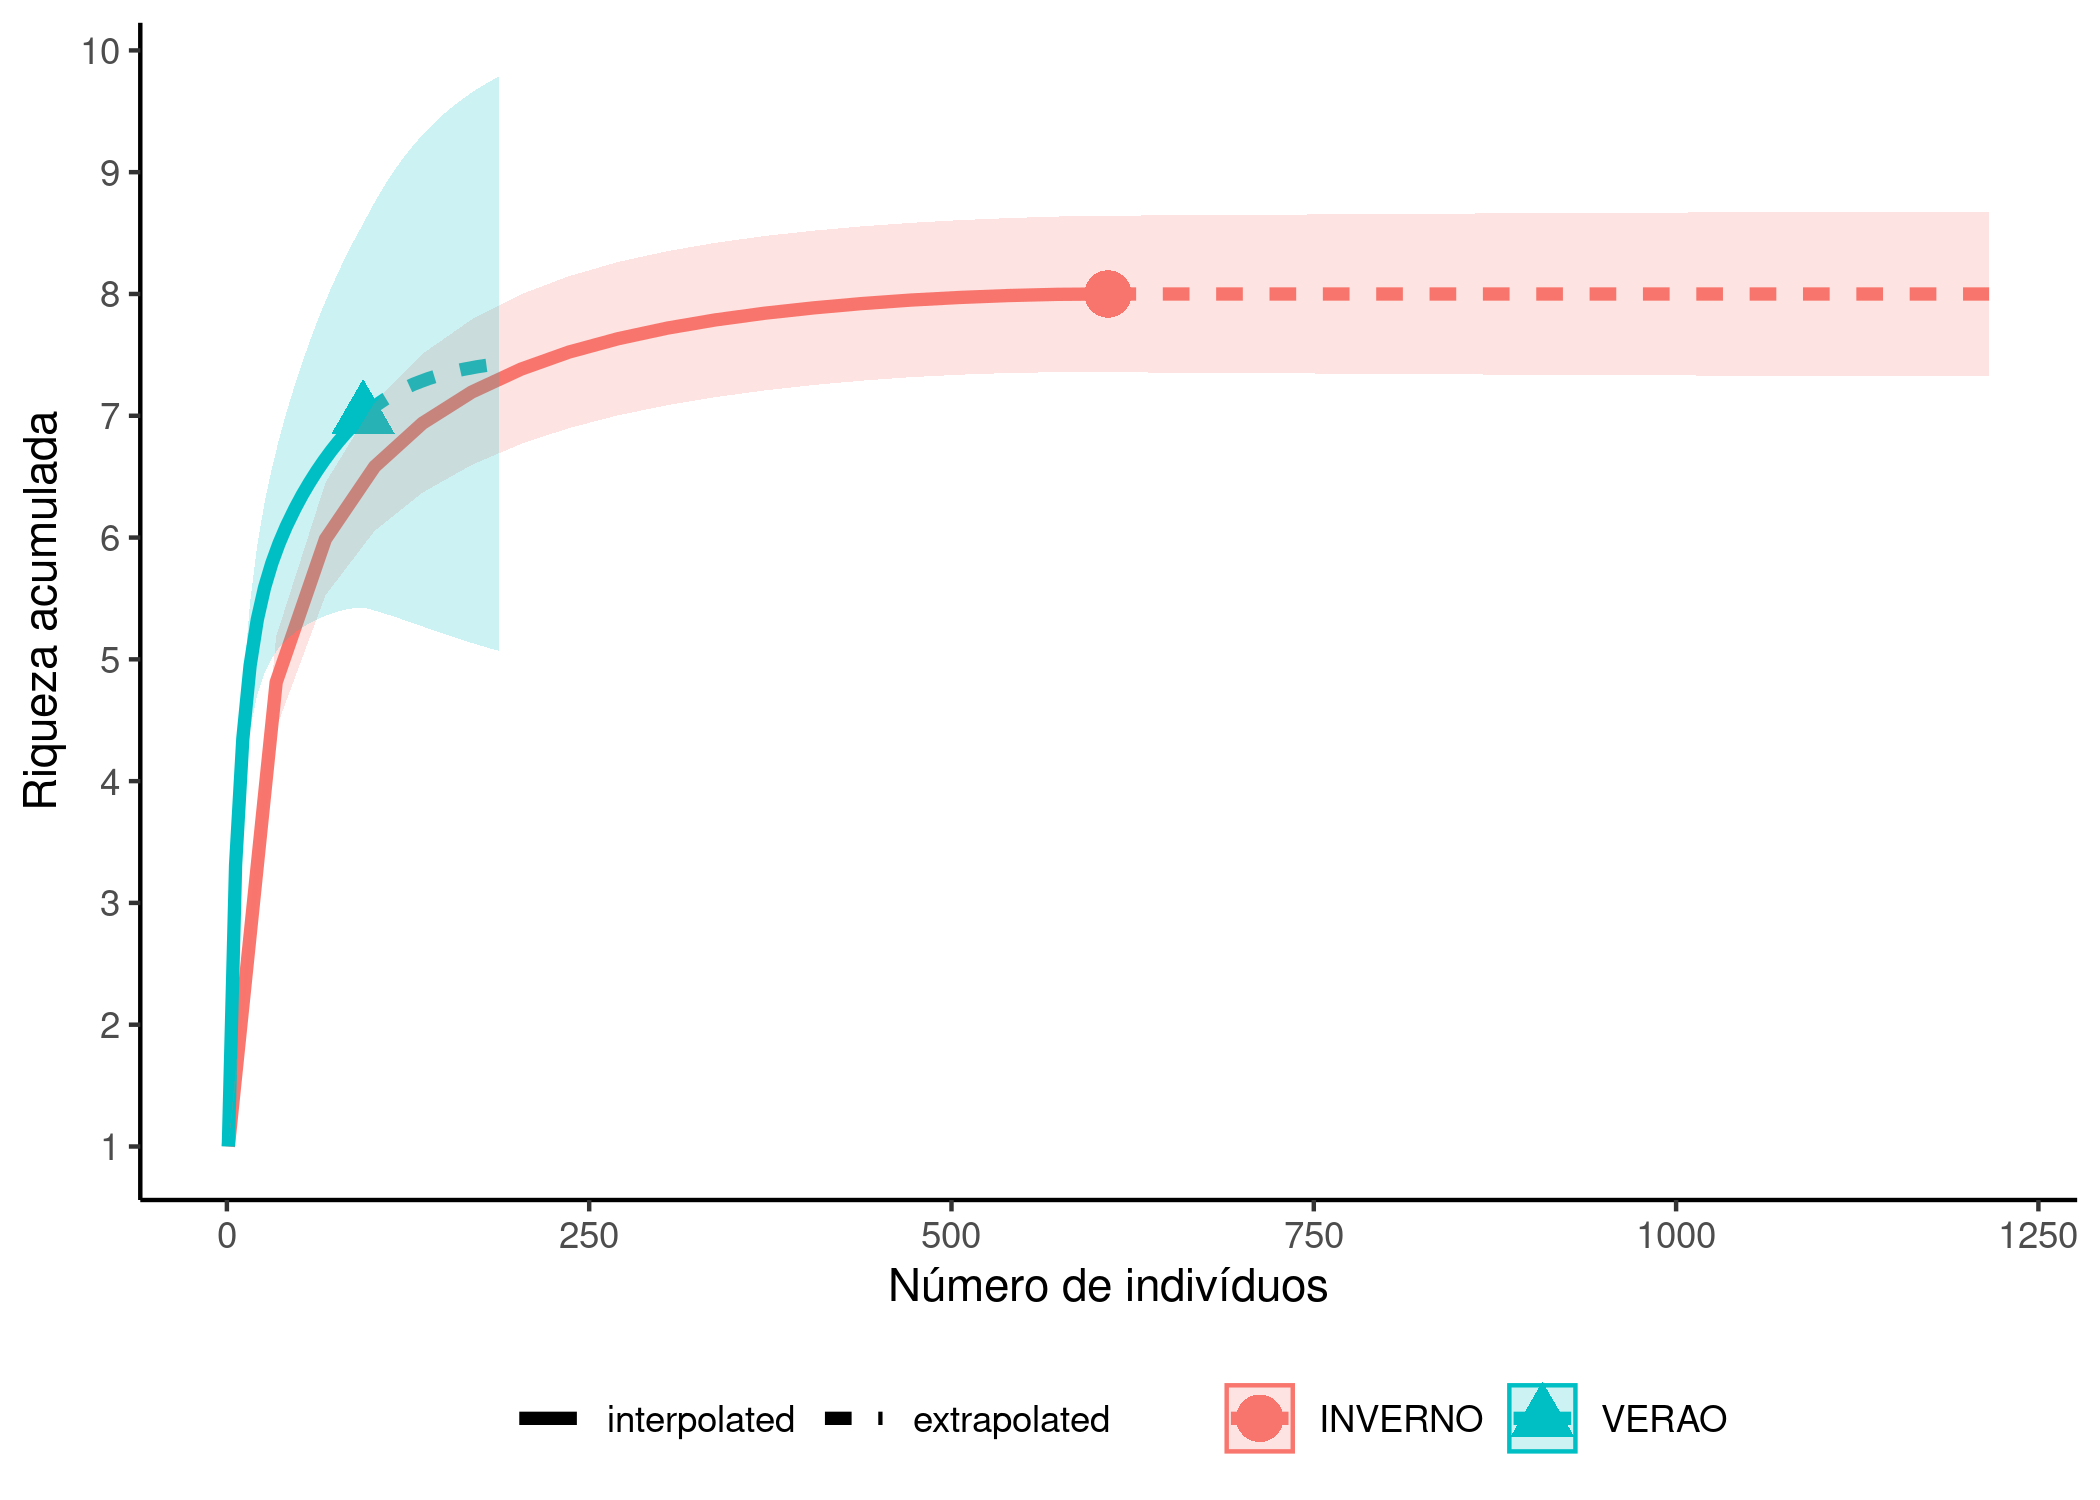 10
9
8
7
6
5
4
3
2
1
Riqueza acumulada
0 250 500 750 1000 1250
Número de indivíduos
interpolated extrapolated INVERNO VERAO